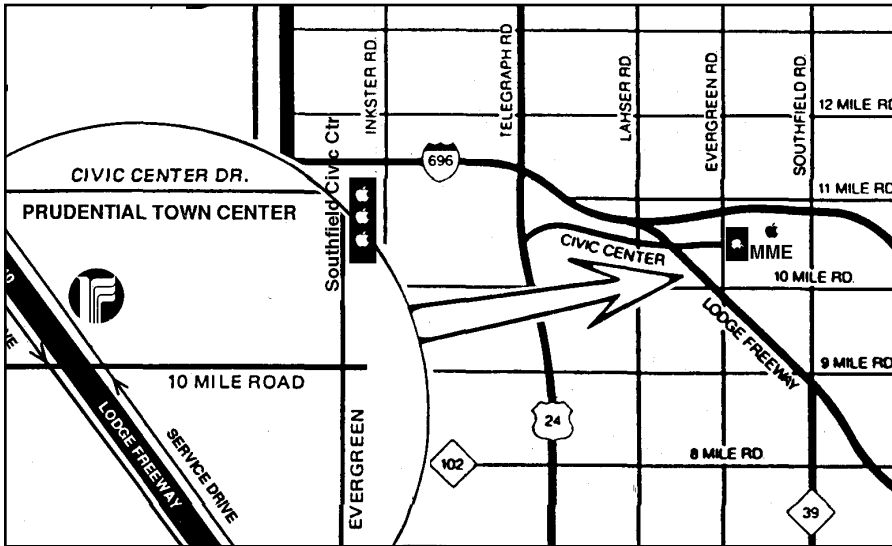 INKSTER RD.
TELEGRAPH RD
LAHSER RD.
EVERGREEN RD.
SOUTHFIELD RD.
12 MILE RD
696
11 MILE RD
CIVIC CENTER DR.
PRUDENTIAL TOWN CENTER
Southfield Civic Ctr
CIVIC CENTER
MME
10 MILE RD.
LODGE FREEWAY
9 MILE RD
10 MILE ROAD
LODGE FREEWAY
SERVICE DRIVE
EVERGREEN
24
8 MILE RD
102
39